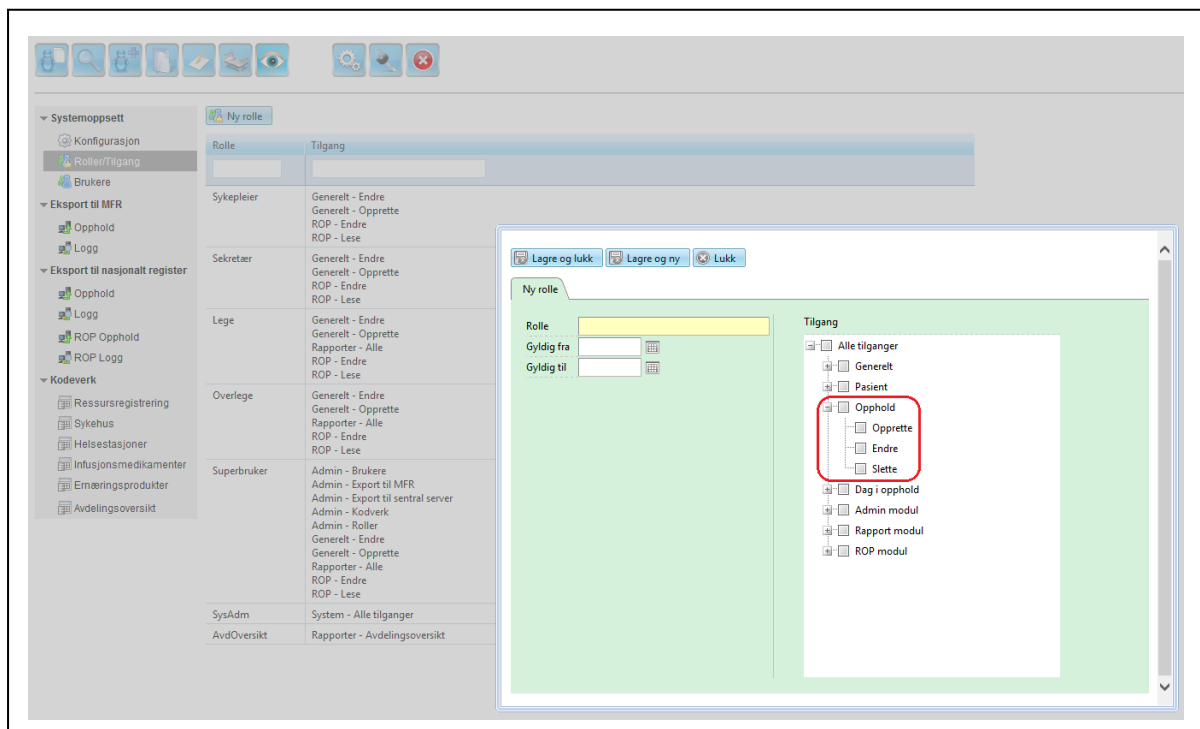 Systemoppsett
Konfigurasjon
Roller/Tilgang
Brukere
Eksport til MFR
Opphold
Logg
Eksport til nasjonalt register
Opphold
Logg
ROP Opphold
ROP Logg
Kodeverk
Ressursregistrering
Sykehus
Helsestasjoner
Infusjonsmedikamenter
Ernæringsprodukter
Avdelingsoversikt
Ny rolle
Rolle Tilgang
Sykepleier Generelt - Endre
Generelt - Opprette
ROP - Endre
ROP - Lese
Sekretær Generelt - Endre
Generelt - Opprette
ROP - Endre
ROP - Lese
Lege Generelt - Endre
Generelt - Opprette
Rapporter - Alle
ROP - Endre
ROP - Lese
Overlege Generelt - Endre
Generelt - Opprette
Rapporter - Alle
ROP - Endre
ROP - Lese
Superbruker Admin - Brukere
Admin - Export til MFR
Admin - Export til sentral server
Admin - Kodverk
Admin - Roller
Generelt - Endre
Generelt - Opprette
Rapporter - Alle
ROP - Endre
ROP - Lese
SysAdm System - Alle tilganger
AvdOversikt Rapporter - Avdelingsoversikt
Lagre og lukk Lagre og ny Lukk
Ny rolle
Rolle
Gyldig fra
Gyldig til
Tilgang
Alle tilganger
Generelt
Pasient
Opphold
Opprette
Endre
Slette
Dag i opphold
Admin modul
Rapport modul
ROP modul